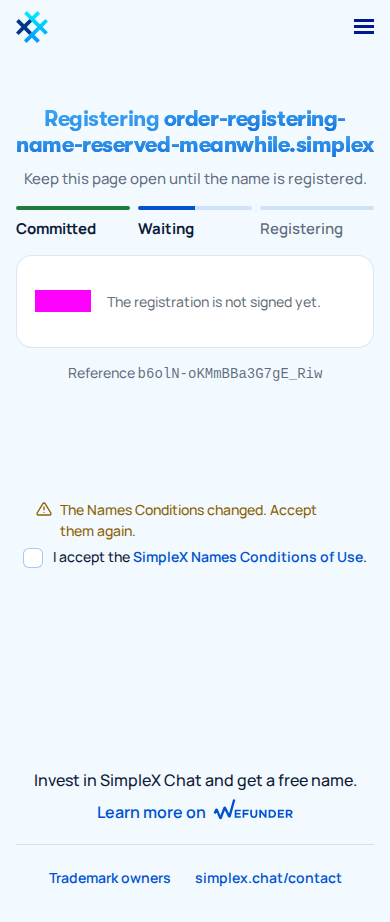 Registering order-registering-
name-reserved-meanwhile.simplex
Keep this page open until the name is registered.
Committed
Waiting
Registering
The registration is not signed yet.
Reference b6olN-oKMmBBa3G7gE_Riw
The Names Conditions changed. Accept
them again.
I accept the SimpleX Names Conditions of Use.
Invest in SimpleX Chat and get a free name.
Learn more on WEFUNDER
Trademark owners
simplex.chat/contact